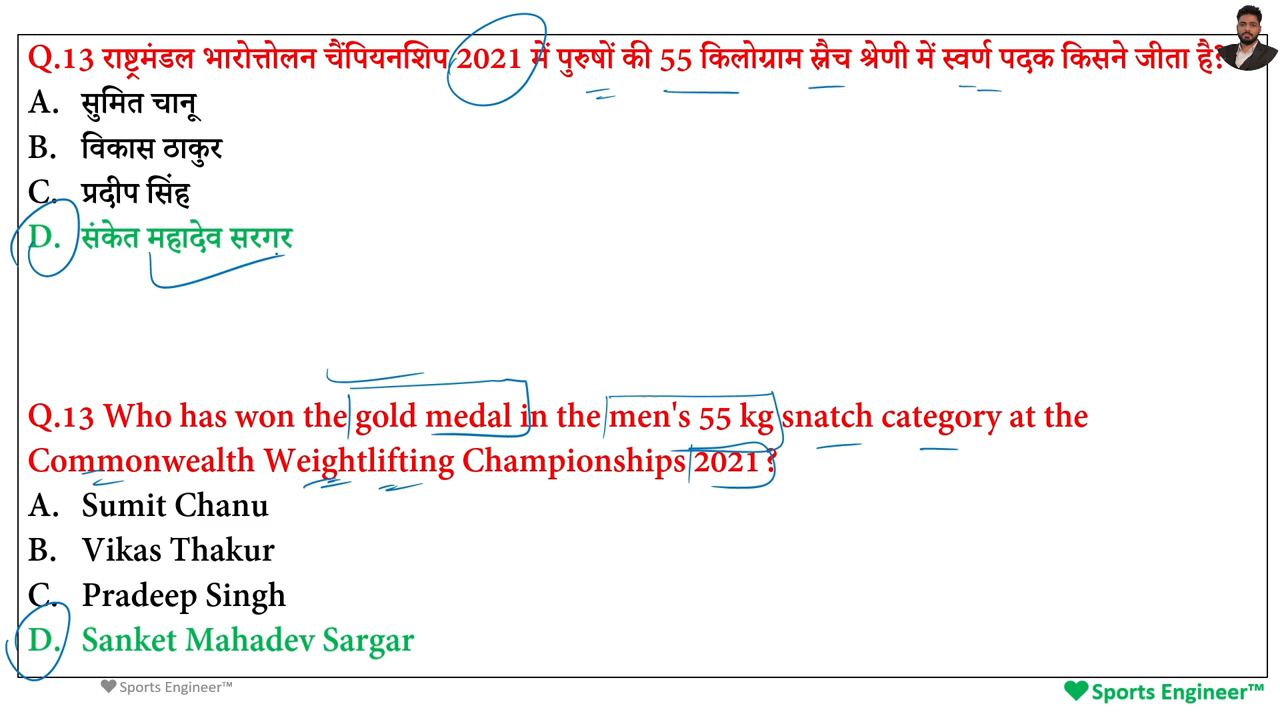 Q.13 राष्ट्रमंडल भारोत्तोलन चैंपियनशिप 2021 में पुरुषों की 55 किलोग्राम स्नैच श्रेणी में स्वर्ण पदक किसने जीता है?
A. सुमित चानू
B. विकास ठाकुर
C. प्रदीप सिंह
D. संकेत महादेव सरगर
Q.13 Who has won the gold medal in the men's 55 kg snatch category at the
Commonwealth Weightlifting Championships 2021?
A. Sumit Chanu
B. Vikas Thakur
C. Pradeep Singh
D. Sanket Mahadev Sargar
Sports Engineer™
Sports Engineer™